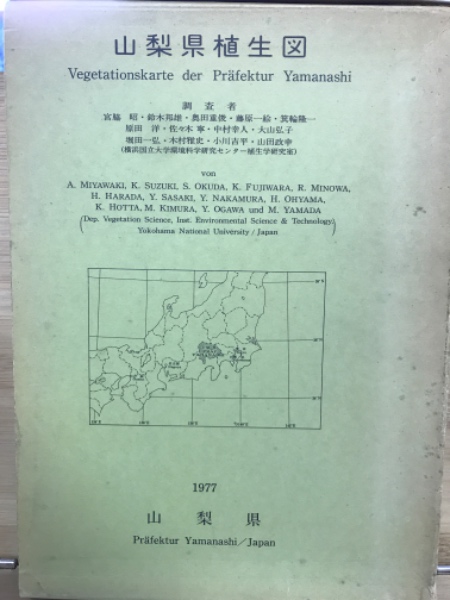 山梨県植生図
Vegetationskarte der Präfektur Yamanashi
調査者
宮脇 昭・鈴木邦雄・奥田重俊・藤原一絵・箕輪隆一
原田 洋・佐々木 寧・中村幸人・大山弘子
堀田一弘・木村雅史・小川吉平・山田政幸
(横浜国立大学環境科学研究センター植生学研究室)
von
A. MIYAWAKI, K. SUZUKI, S. OKUDA, K. FUJIWARA, R. MINOWA,
H. HARADA, Y. SASAKI, Y. NAKAMURA, H. OHYAMA,
K. HOTTA, M. KIMURA, Y. OGAWA und M. YAMADA
(Dep. Vegetation Science, Inst. Environmental Science & Technology,
Yokohama National University/Japan)
1977
山梨県
Präfektur Yamanashi/Japan